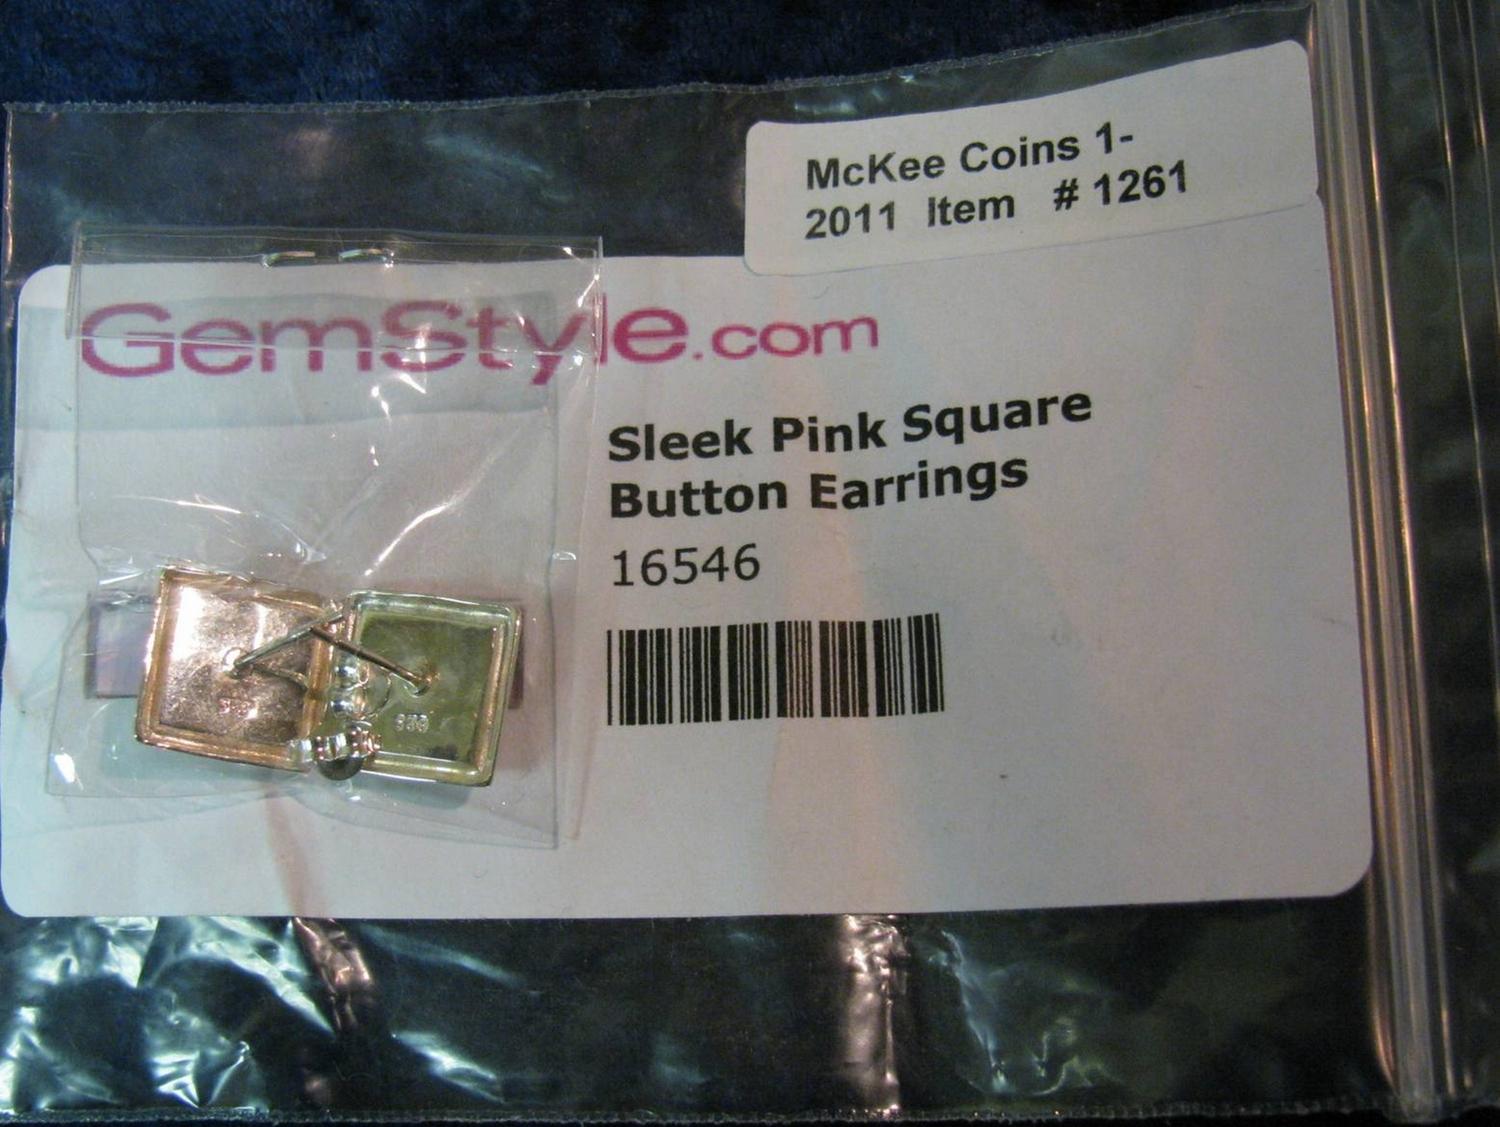 McKee Coins 1-
2011 Item # 1261
GemStyle.com
Sleek Pink Square
Button Earrings
16546